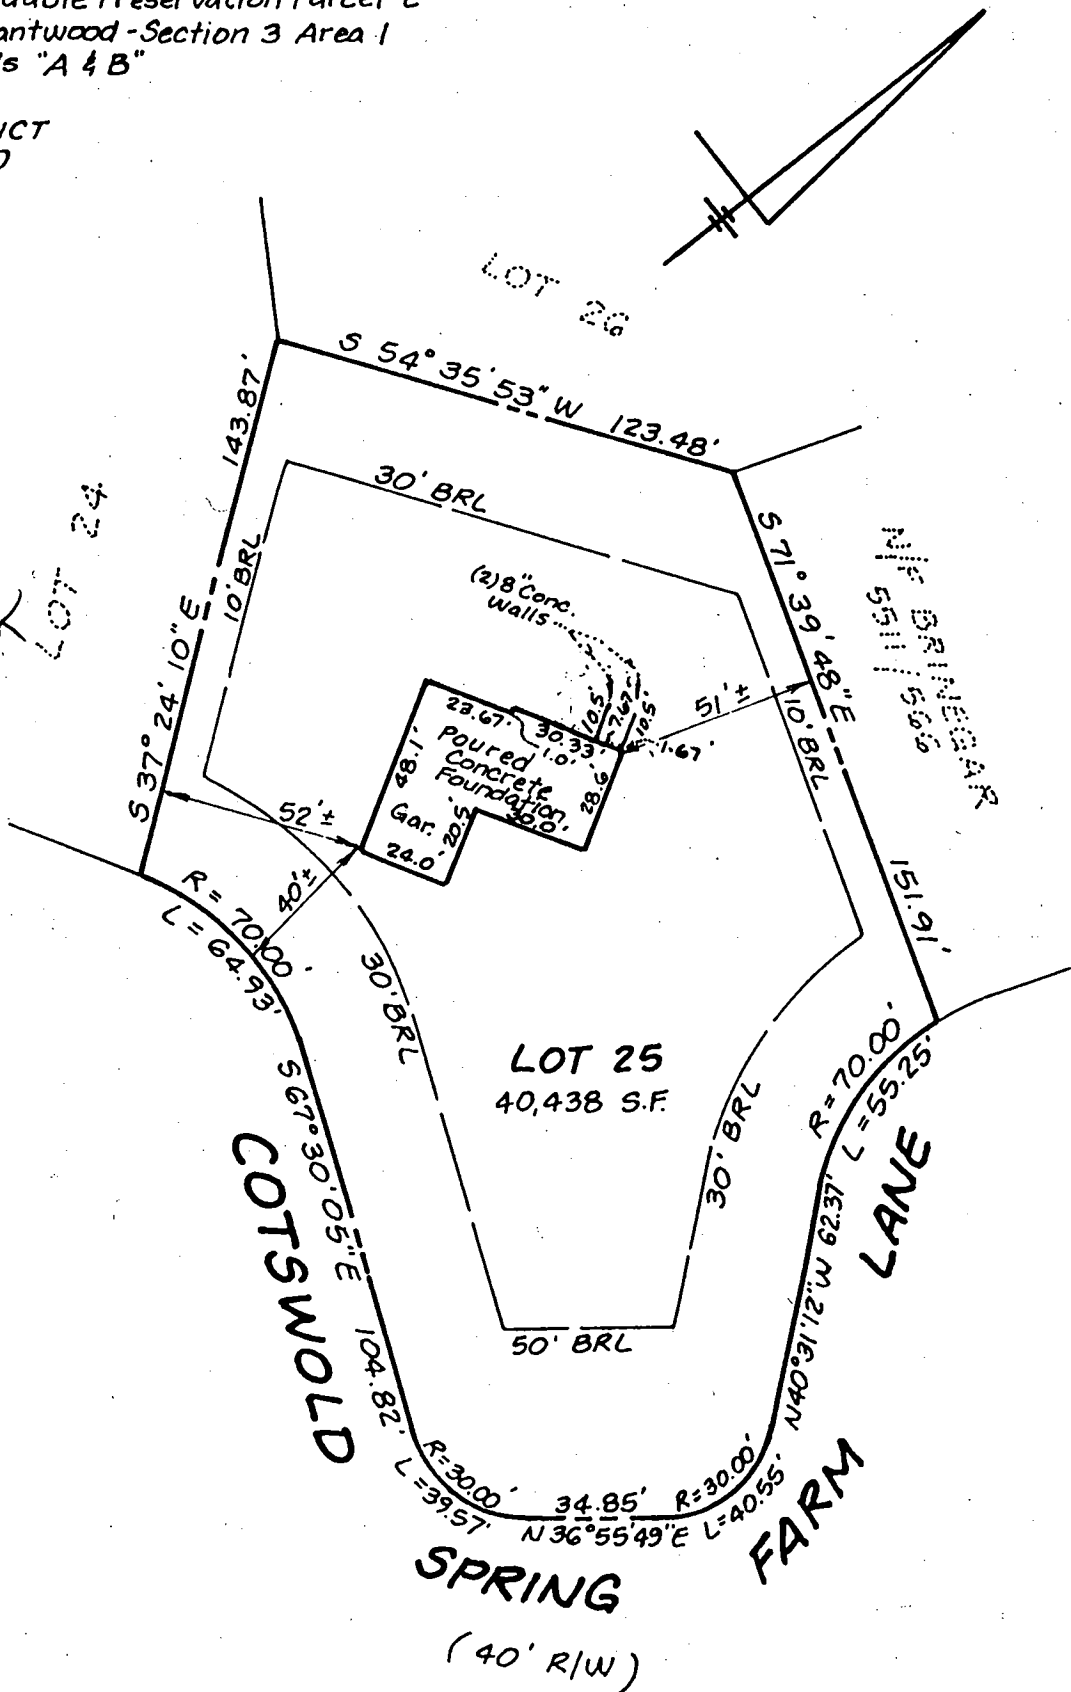 Parcel
antwood - Section 3 Area 1
s "A & B"
LOT 26
S 54° 35' 53" W 123.48'
143.87'
S 37° 24' 10" E
LOT 24
30' BRL
10' BRL
(2) 8" Conc.
Walls
S 71° 39' 48" E
151.91'
10' BRL
N/F BRINEGAR
5511 / 566
51'±
23.67'
30.33'
1.0'
10.5'
7.67'
10.5'
1.67'
48.1'
Poured
Concrete
Foundation
28.6'
Gar.
20.5'
30.0'
24.0'
52'±
40'±
R = 70.00'
L = 64.93'
30' BRL
LOT 25
40,438 S.F.
R = 70.00'
L = 55.25'
30' BRL
S 67° 30' 05" E
104.82'
N 40° 31' 12" W 62.37'
50' BRL
R = 30.00'
L = 39.57'
34.85'
N 36° 55' 49" E
R = 30.00'
L = 40.55'
COTSWOLD
SPRING
FARM
LANE
(40' R/W)